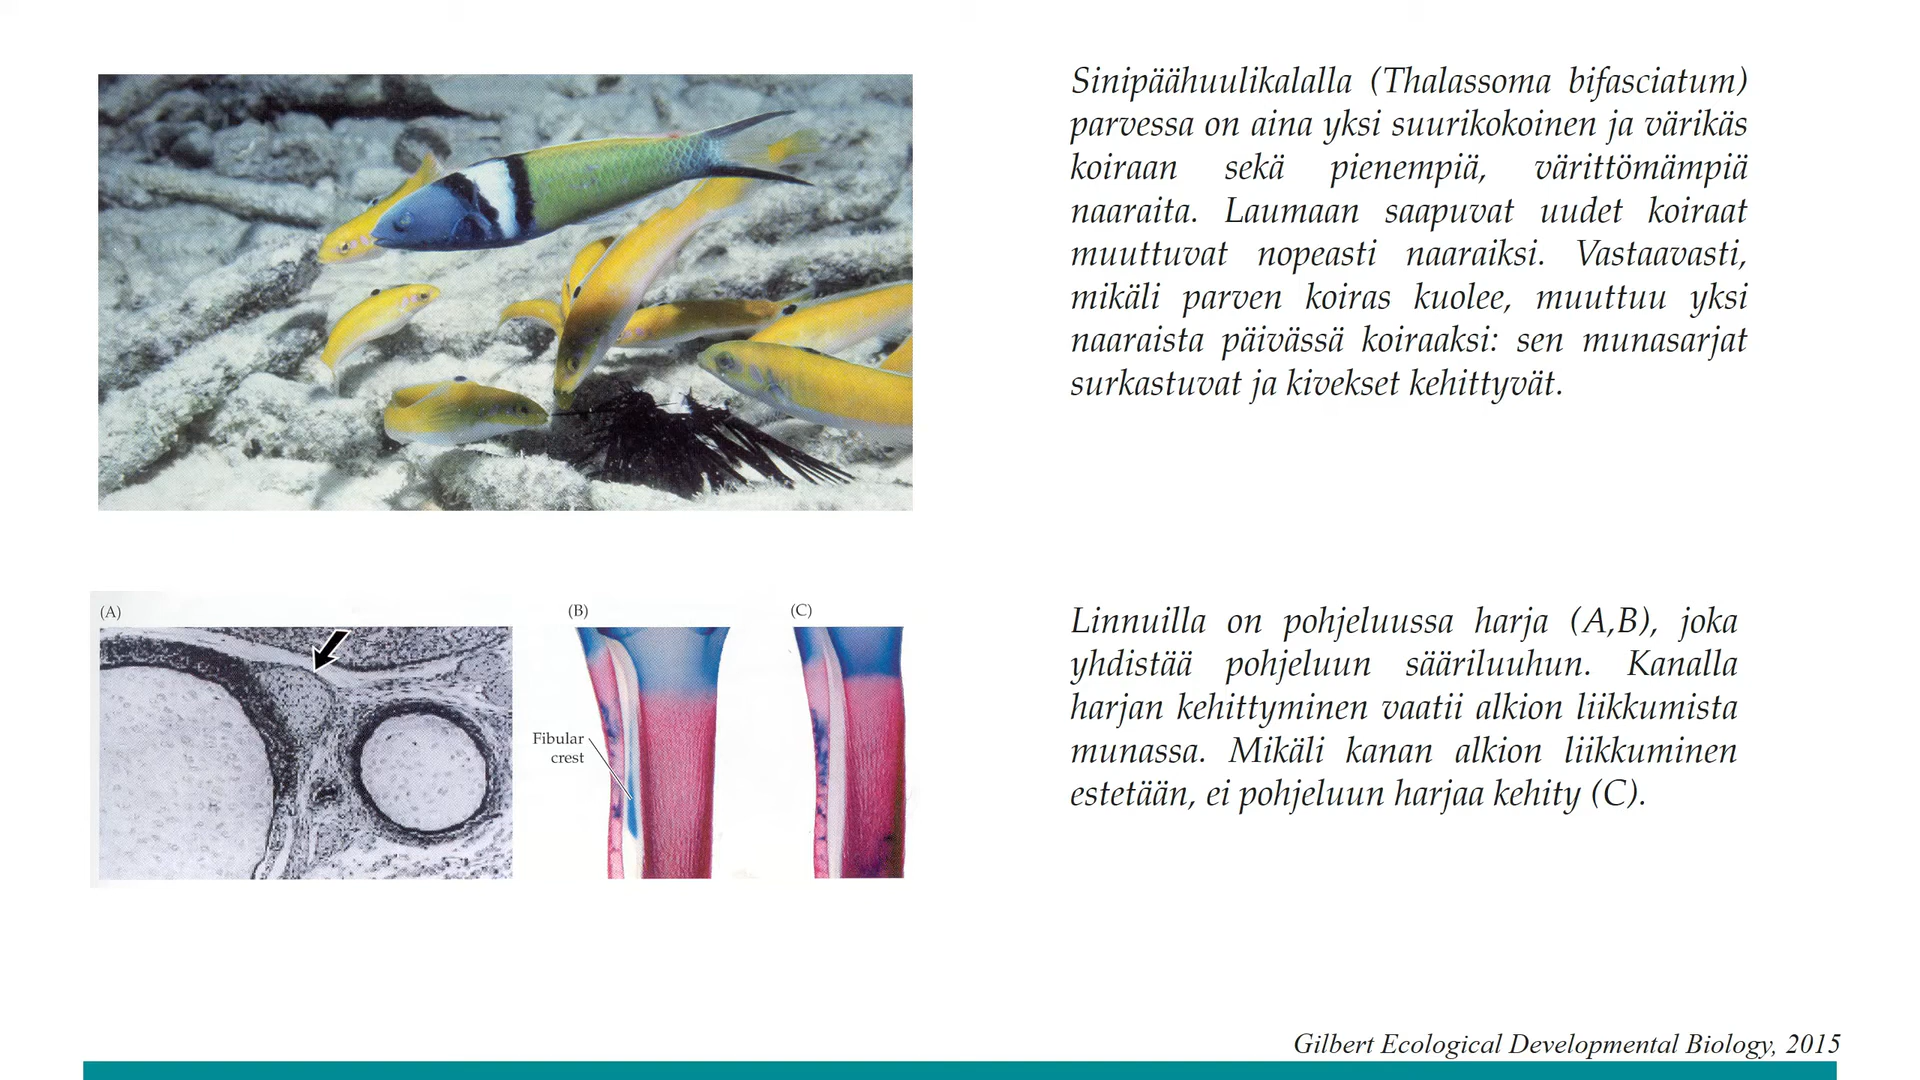 Sinipäähuulikalalla (Thalassoma bifasciatum)
parvessa on aina yksi suurikokoinen ja värikäs
koiraan sekä pienempiä, värittömämpiä
naaraita. Laumaan saapuvat uudet koiraat
muuttuvat nopeasti naaraiksi. Vastaavasti,
mikäli parven koiras kuolee, muuttuu yksi
naaraista päivässä koiraaksi: sen munasarjat
surkastuvat ja kivekset kehittyvät.
(A)
(B)
(C)
Fibular
crest
Linnuilla on pohjeluussa harja (A,B), joka
yhdistää pohjeluun sääriluuhun. Kanalla
harjan kehittyminen vaatii alkion liikkumista
munassa. Mikäli kanan alkion liikkuminen
estetään, ei pohjeluun harjaa kehity (C).
Gilbert Ecological Developmental Biology, 2015